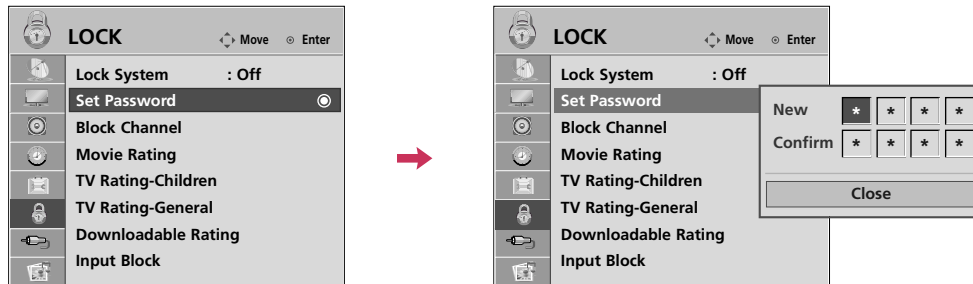 LOCK Move Enter
Lock System : Off
Set Password
Block Channel
Movie Rating
TV Rating-Children
TV Rating-General
Downloadable Rating
Input Block
LOCK Move Enter
Lock System : Off
Set Password
Block Channel
Movie Rating
TV Rating-Children
TV Rating-General
Downloadable Rating
Input Block
New * * * *
Confirm * * * *
Close